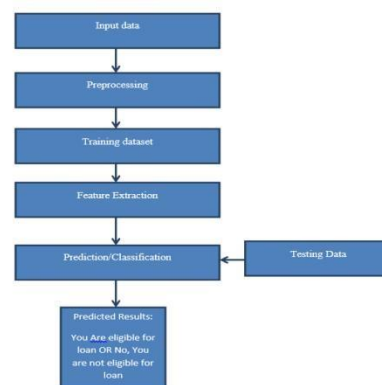 Input data
Preprocessing
Training dataset
Feature Extraction
Prediction/Classification
Testing Data
Predicted Results:
You Are eligible for
loan OR No, You
are not eligible for
loan